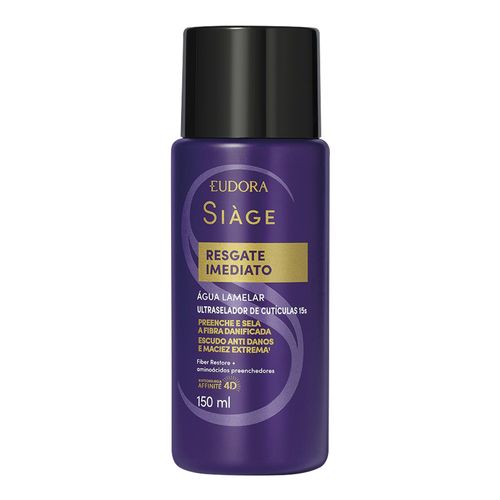 EUDORA
SIÀGE
RESGATE
IMEDIATO
ÁGUA LAMELAR
ULTRASELADOR DE CUTÍCULAS 15s
PREENCHE E SELA
A FIBRA DANIFICADA
ESCUDO ANTI DANOS
E MACIEZ EXTREMA¹
Fiber Restore +
aminoácidos preenchedores
AFFINITÉ 4D
150 ml